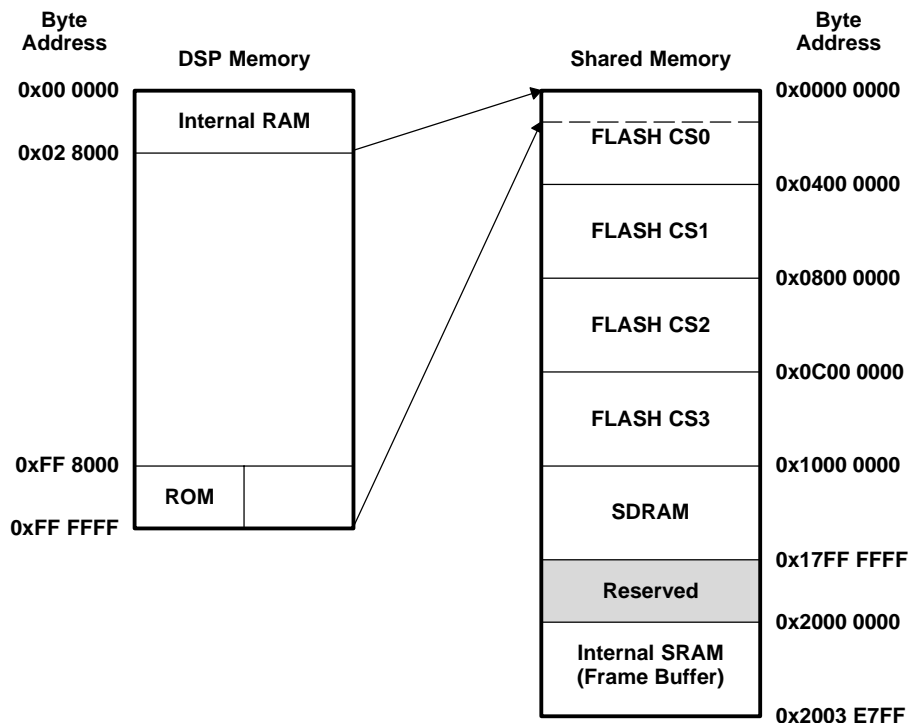 Byte
Address
DSP Memory
0x00 0000
Internal RAM
0x02 8000
0xFF 8000
ROM
0xFF FFFF
Shared Memory
Byte
Address
0x0000 0000
FLASH CS0
0x0400 0000
FLASH CS1
0x0800 0000
FLASH CS2
0x0C00 0000
FLASH CS3
0x1000 0000
SDRAM
0x17FF FFFF
Reserved
0x2000 0000
Internal SRAM
(Frame Buffer)
0x2003 E7FF